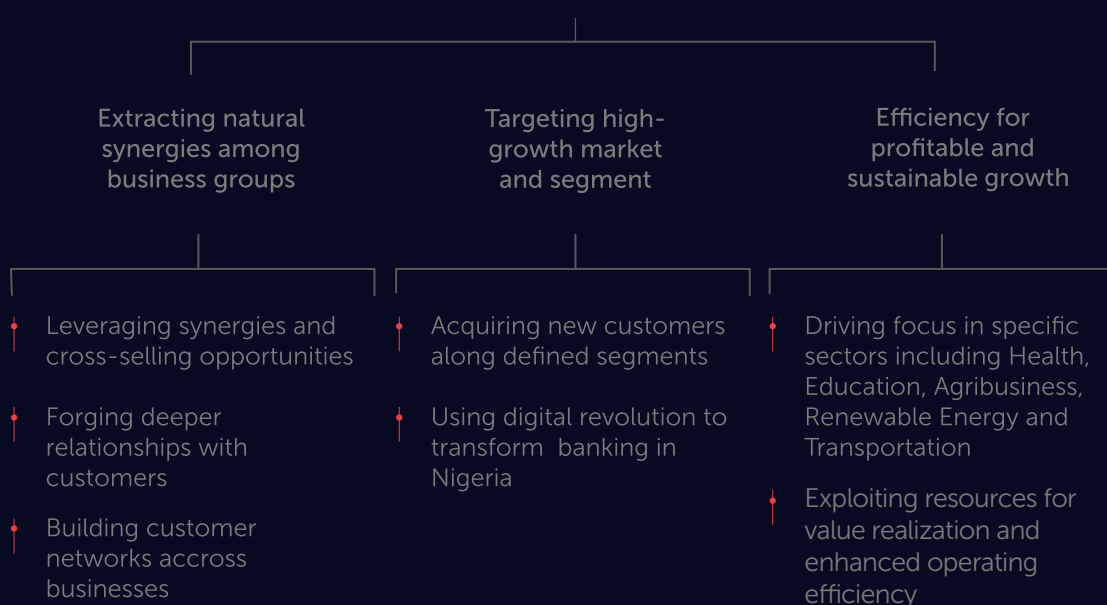 Extracting natural
synergies among
business groups
Targeting high-
growth market
and segment
Efficiency for
profitable and
sustainable growth
Leveraging synergies and
cross-selling opportunities
Forging deeper
relationships with
customers
Building customer
networks accross
businesses
Acquiring new customers
along defined segments
Using digital revolution to
transform  banking in
Nigeria
Driving focus in specific
sectors including Health,
Education, Agribusiness,
Renewable Energy and
Transportation
Exploiting resources for
value realization and
enhanced operating
efficiency